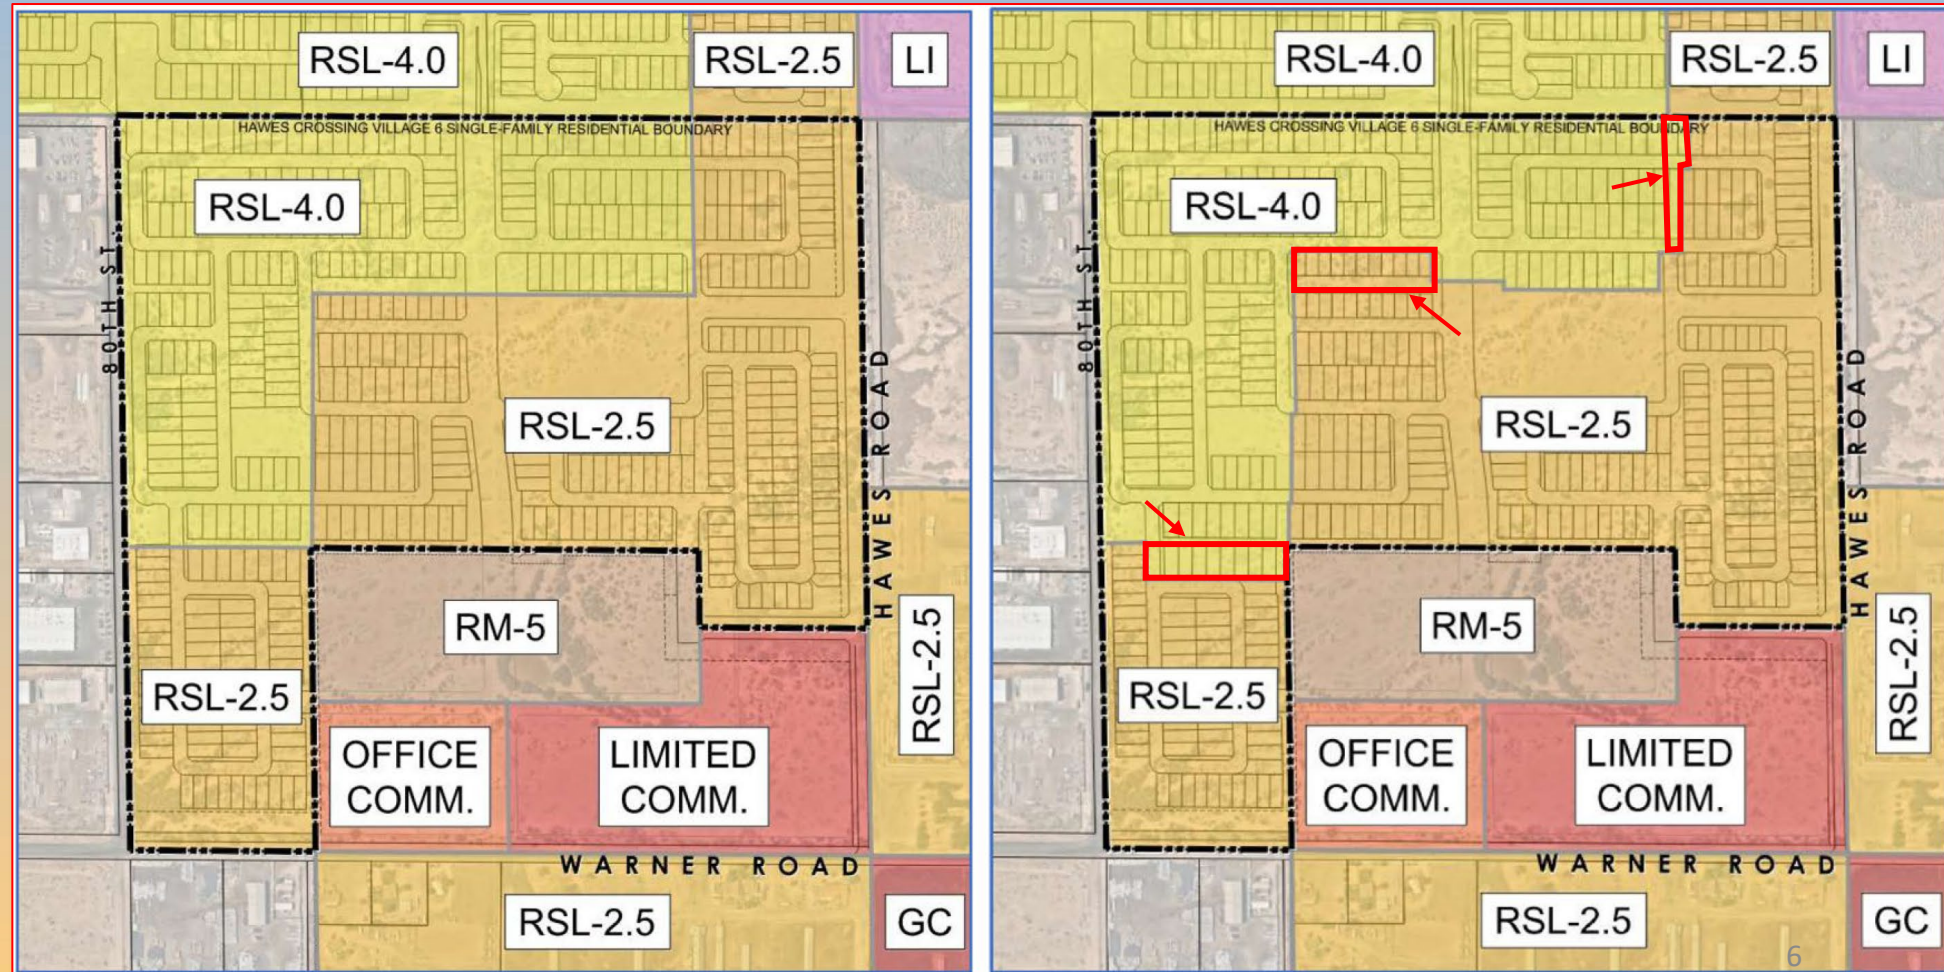 RSL-4.0
RSL-2.5
LI
HAWES CROSSING VILLAGE 6 SINGLE-FAMILY RESIDENTIAL BOUNDARY
RSL-4.0
80TH ST.
RSL-2.5
HAWES ROAD
RM-5
RSL-2.5
RSL-2.5
OFFICE
COMM.
LIMITED
COMM.
WARNER ROAD
RSL-2.5
GC
RSL-4.0
RSL-2.5
LI
HAWES CROSSING VILLAGE 6 SINGLE-FAMILY RESIDENTIAL BOUNDARY
RSL-4.0
80TH ST.
RSL-2.5
HAWES ROAD
RM-5
RSL-2.5
RSL-2.5
OFFICE
COMM.
LIMITED
COMM.
WARNER ROAD
RSL-2.5
GC
6